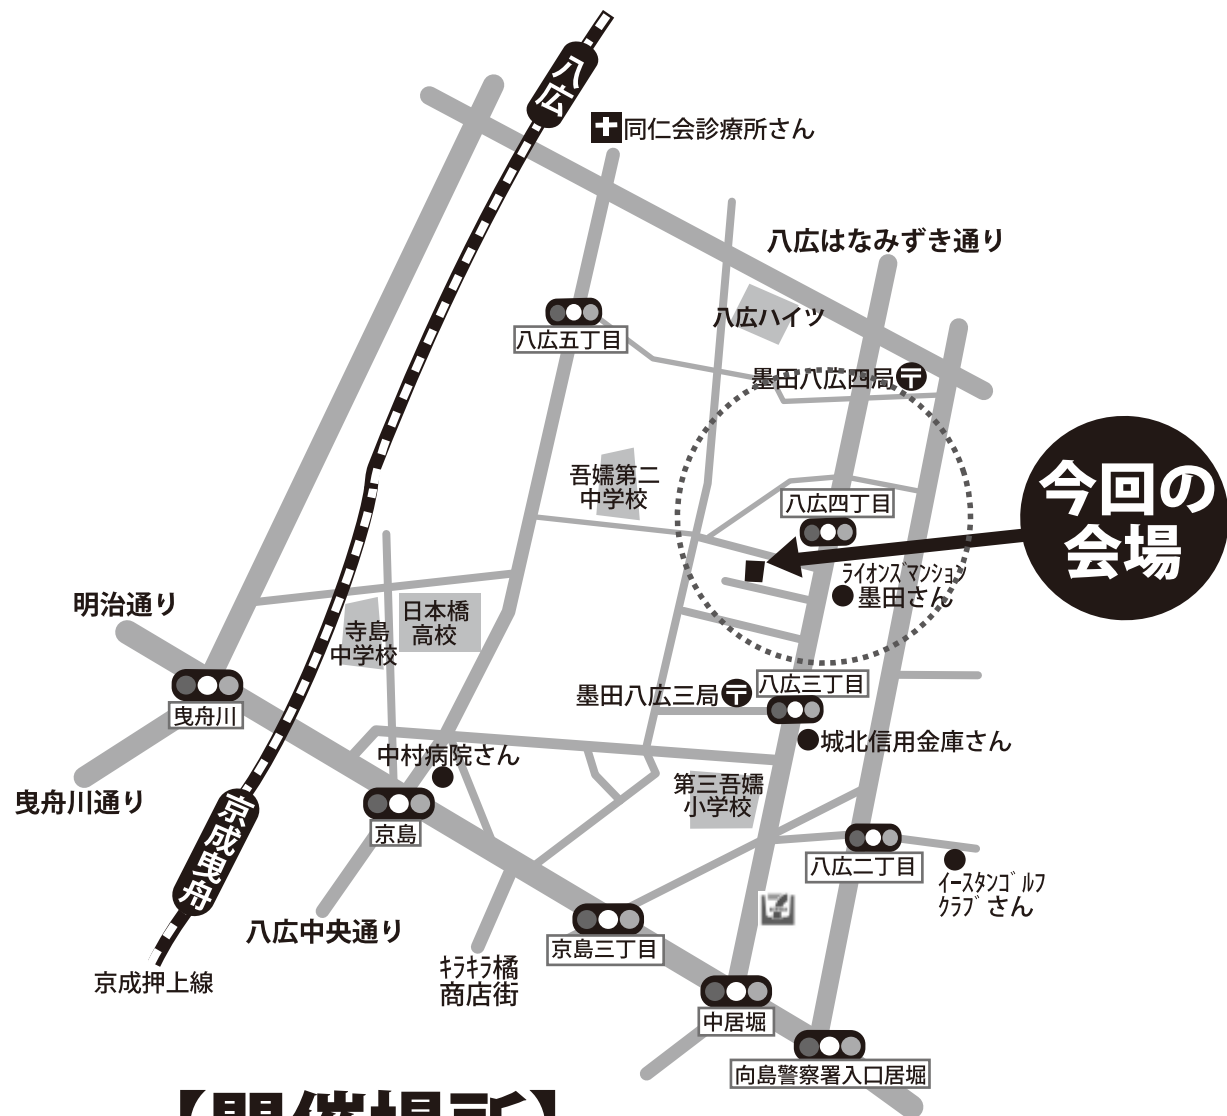 八広
同仁会診療所さん
八広はなみずき通り
八広五丁目
八広ハイツ
墨田八広四局
今回の
会場
吾嬬第二
中学校
八広四丁目
ライオンズマンション
墨田さん
明治通り
日本橋
高校
寺島
中学校
墨田八広三局
八広三丁目
曳舟川
城北信用金庫さん
中村病院さん
第三吾嬬
小学校
曳舟川通り
京成曳舟
京島
八広二丁目
イースタンゴルフ
クラブさん
八広中央通り
京島三丁目
キラキラ橘
商店街
京成押上線
中居堀
向島警察署入口居堀
【開催場所】